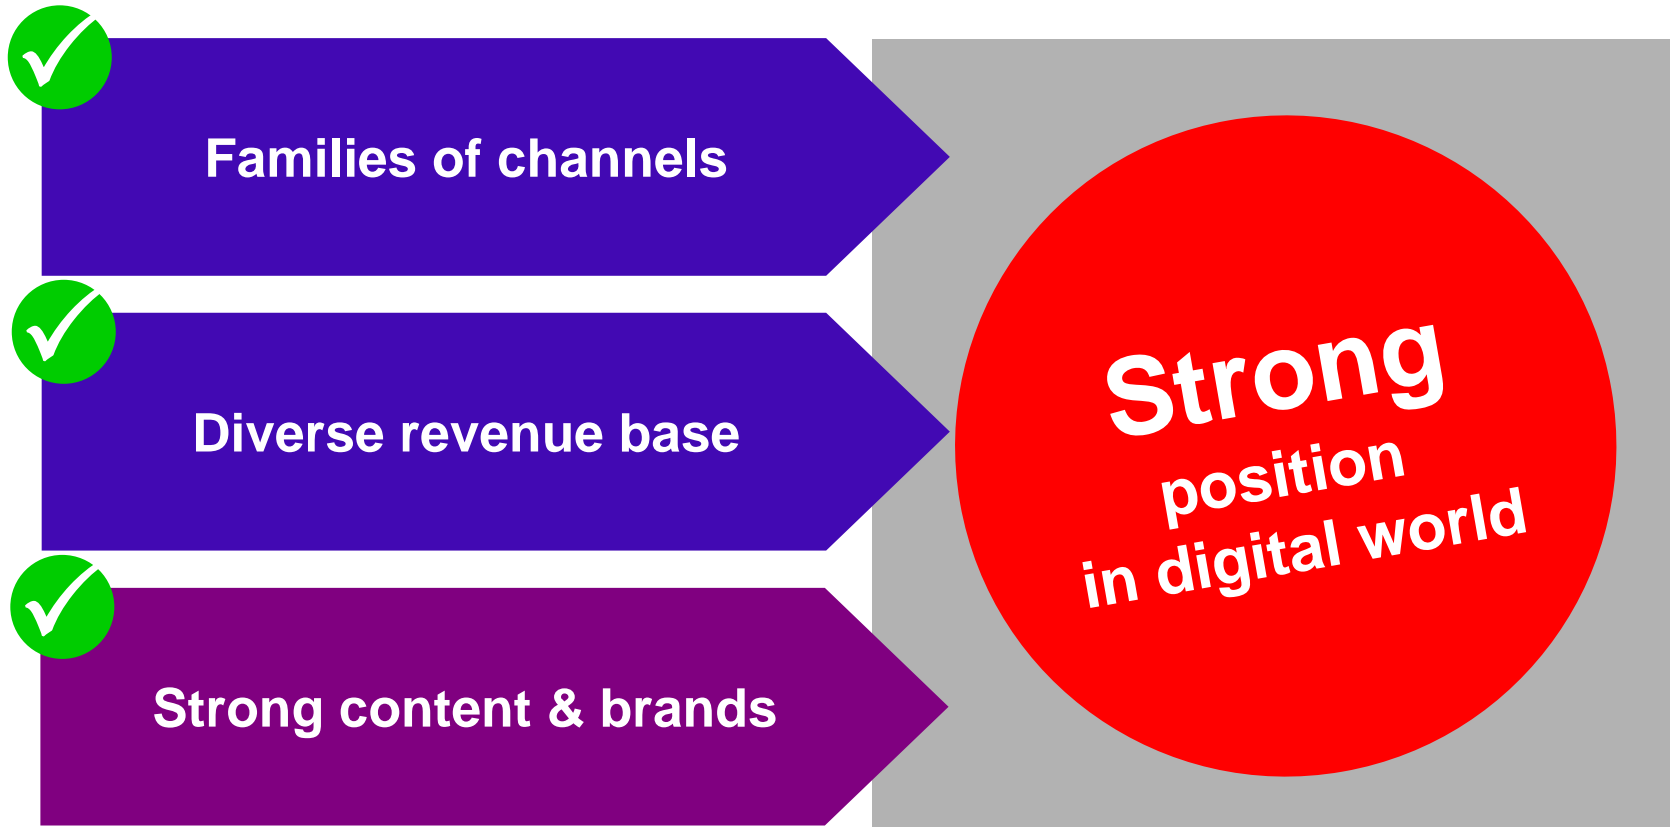 Families of channels
Diverse revenue base
Strong content & brands
Strong
position
in digital world